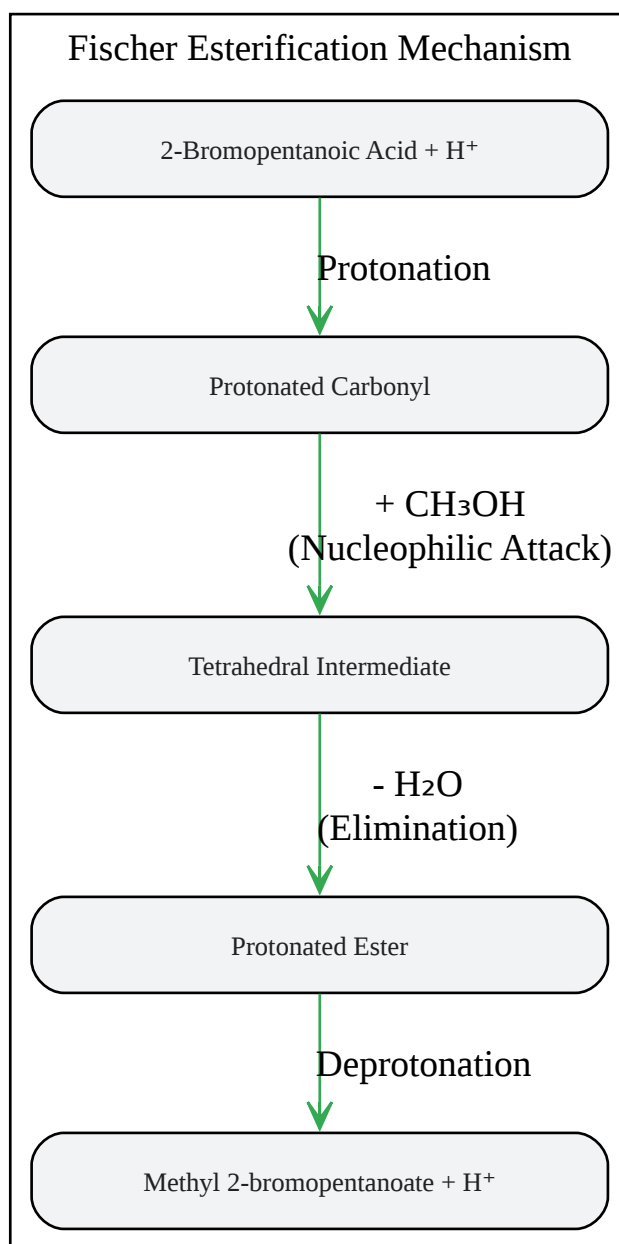 Fischer Esterification Mechanism
2-Bromopentanoic Acid + H⁺
Protonation
Protonated Carbonyl
+ CH₃OH
(Nucleophilic Attack)
Tetrahedral Intermediate
- H₂O
(Elimination)
Protonated Ester
Deprotonation
Methyl 2-bromopentanoate + H⁺